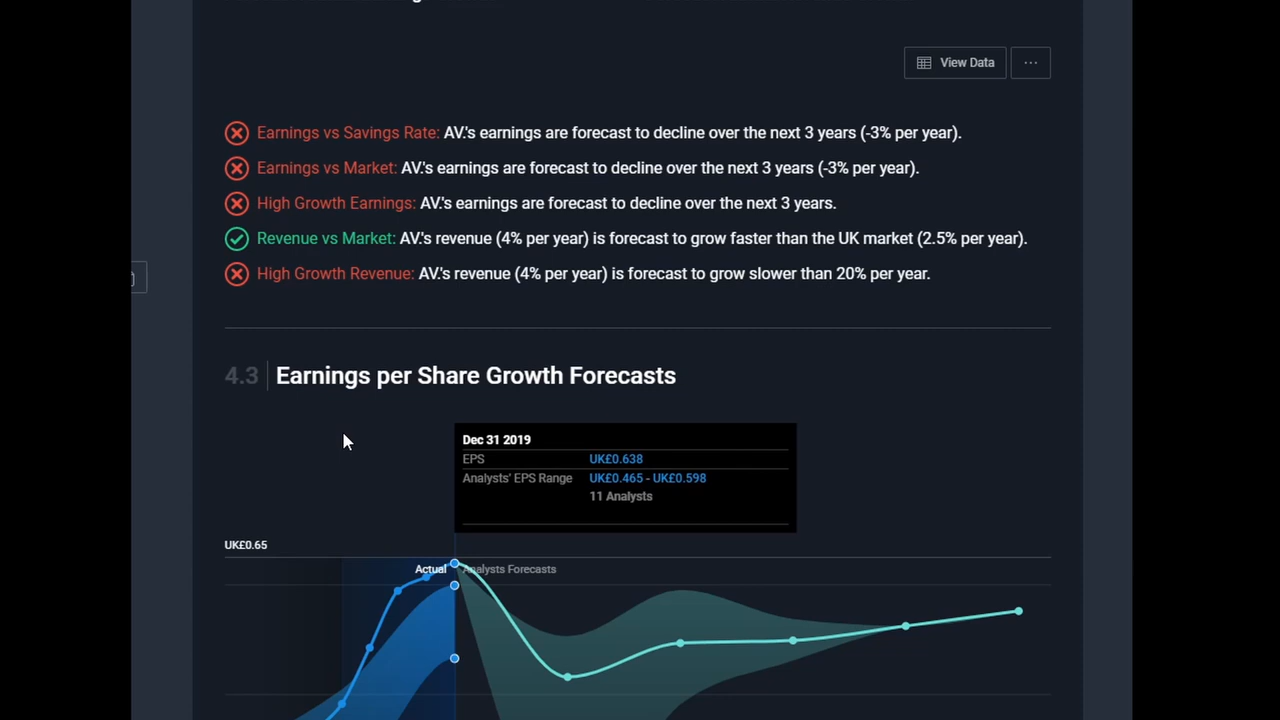 View Data
...
Earnings vs Savings Rate: AV.'s earnings are forecast to decline over the next 3 years (-3% per year).
Earnings vs Market: AV.'s earnings are forecast to decline over the next 3 years (-3% per year).
High Growth Earnings: AV.'s earnings are forecast to decline over the next 3 years.
Revenue vs Market: AV.'s revenue (4% per year) is forecast to grow faster than the UK market (2.5% per year).
High Growth Revenue: AV.'s revenue (4% per year) is forecast to grow slower than 20% per year.
4.3 Earnings per Share Growth Forecasts
Dec 31 2019
EPS UK£0.638
Analysts' EPS Range UK£0.465 - UK£0.598
11 Analysts
UK£0.65
Actual Analysts Forecasts